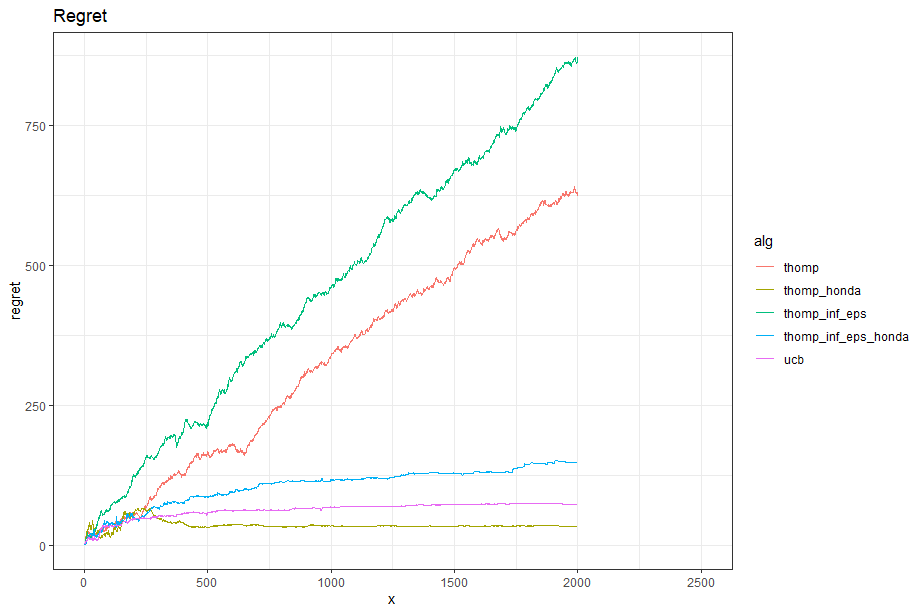 Regret
regret
750
500
250
0
0
500
1000
1500
2000
2500
x
alg
thomp
thomp_honda
thomp_inf_eps
thomp_inf_eps_honda
ucb